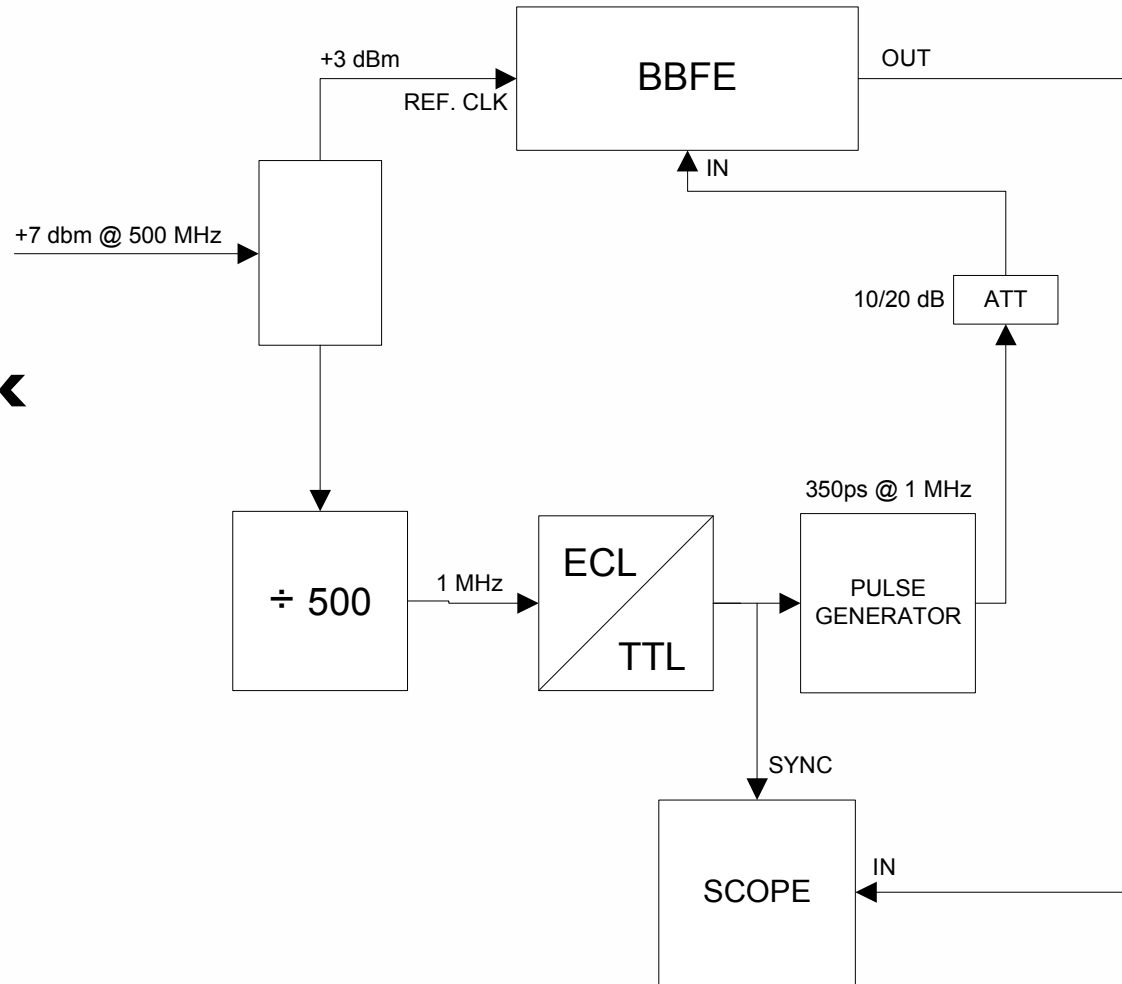 +3 dBm
BBFE
OUT
REF. CLK
IN
+7 dbm @ 500 MHz
10/20 dB
ATT
350ps @ 1 MHz
÷ 500
1 MHz
ECL
TTL
PULSE
GENERATOR
SYNC
SCOPE
IN